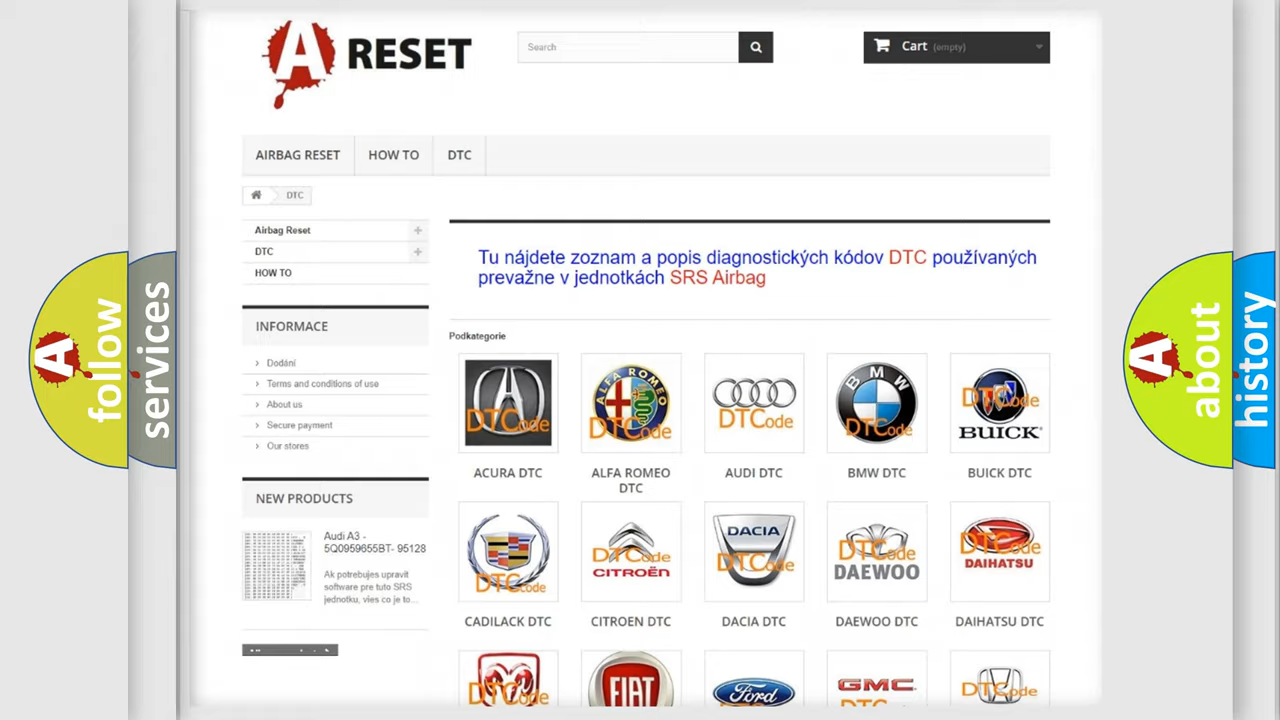 A RESET
Search
Cart (empty)
AIRBAG RESET
HOW TO
DTC
DTC
Airbag Reset
DTC
HOW TO
INFORMACE
Dodání
Terms and conditions of use
About us
Secure payment
Our stores
NEW PRODUCTS
Audi A3 -
5Q0959655BT- 95128
Ak potrebujes upravit
software pre tuto SRS
jednotku, vies co je to...
Tu nájdete zoznam a popis diagnostických kódov DTC používaných
prevažne v jednotkách SRS Airbag
Podkategorie
DTCode
ALFA ROMEO
DTCode
DTCode
BMW
DTCode
DTCode
BUICK
ACURA DTC
ALFA ROMEO
DTC
AUDI DTC
BMW DTC
BUICK DTC
DTCode
DTCode
CITROËN
DACIA
DTCode
DTCode
DAEWOO
DTCode
DAIHATSU
CADILACK DTC
CITROEN DTC
DACIA DTC
DAEWOO DTC
DAIHATSU DTC
DTCode
FIAT
Ford
DTCode
GMC
DTCode
A follow
services
A about
history